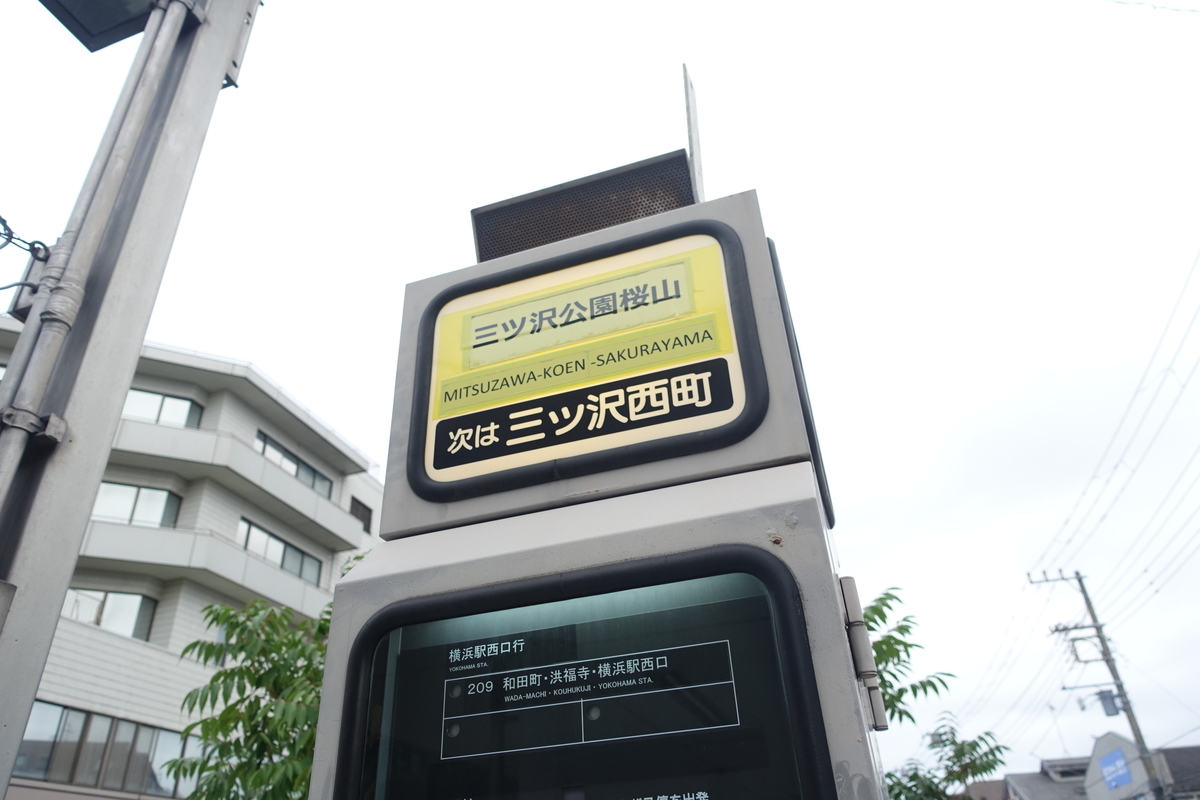 三ツ沢公園桜山
MITSUZAWA-KOEN -SAKURAYAMA
次は 三ツ沢西町
横浜駅西口行
YOKOHAMA STA.
209 和田町・洪福寺・横浜駅西口
WADA-MACHI・KOUHUKUJI・YOKOHAMA STA.